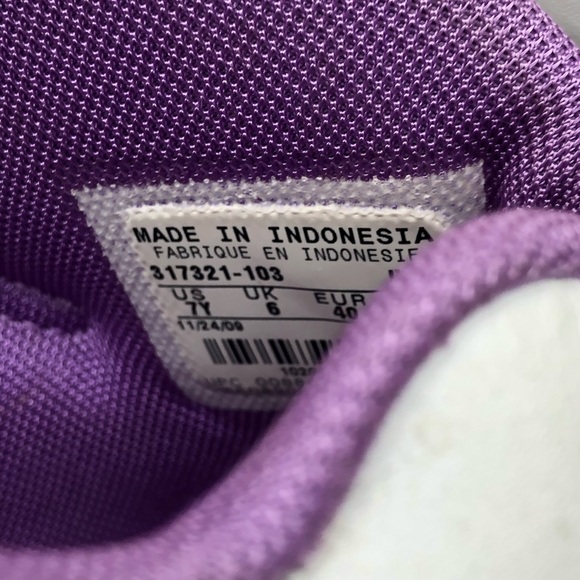 MADE IN INDONESIA
FABRIQUE EN INDONESIE
317321-103
US UK EUR
7Y 6 40
11/24/09